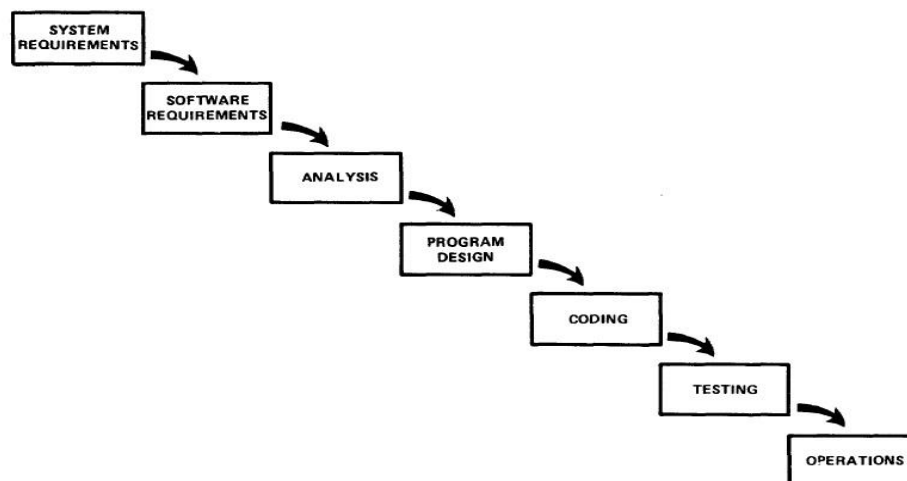 SYSTEM
REQUIREMENTS
SOFTWARE
REQUIREMENTS
ANALYSIS
PROGRAM
DESIGN
CODING
TESTING
OPERATIONS